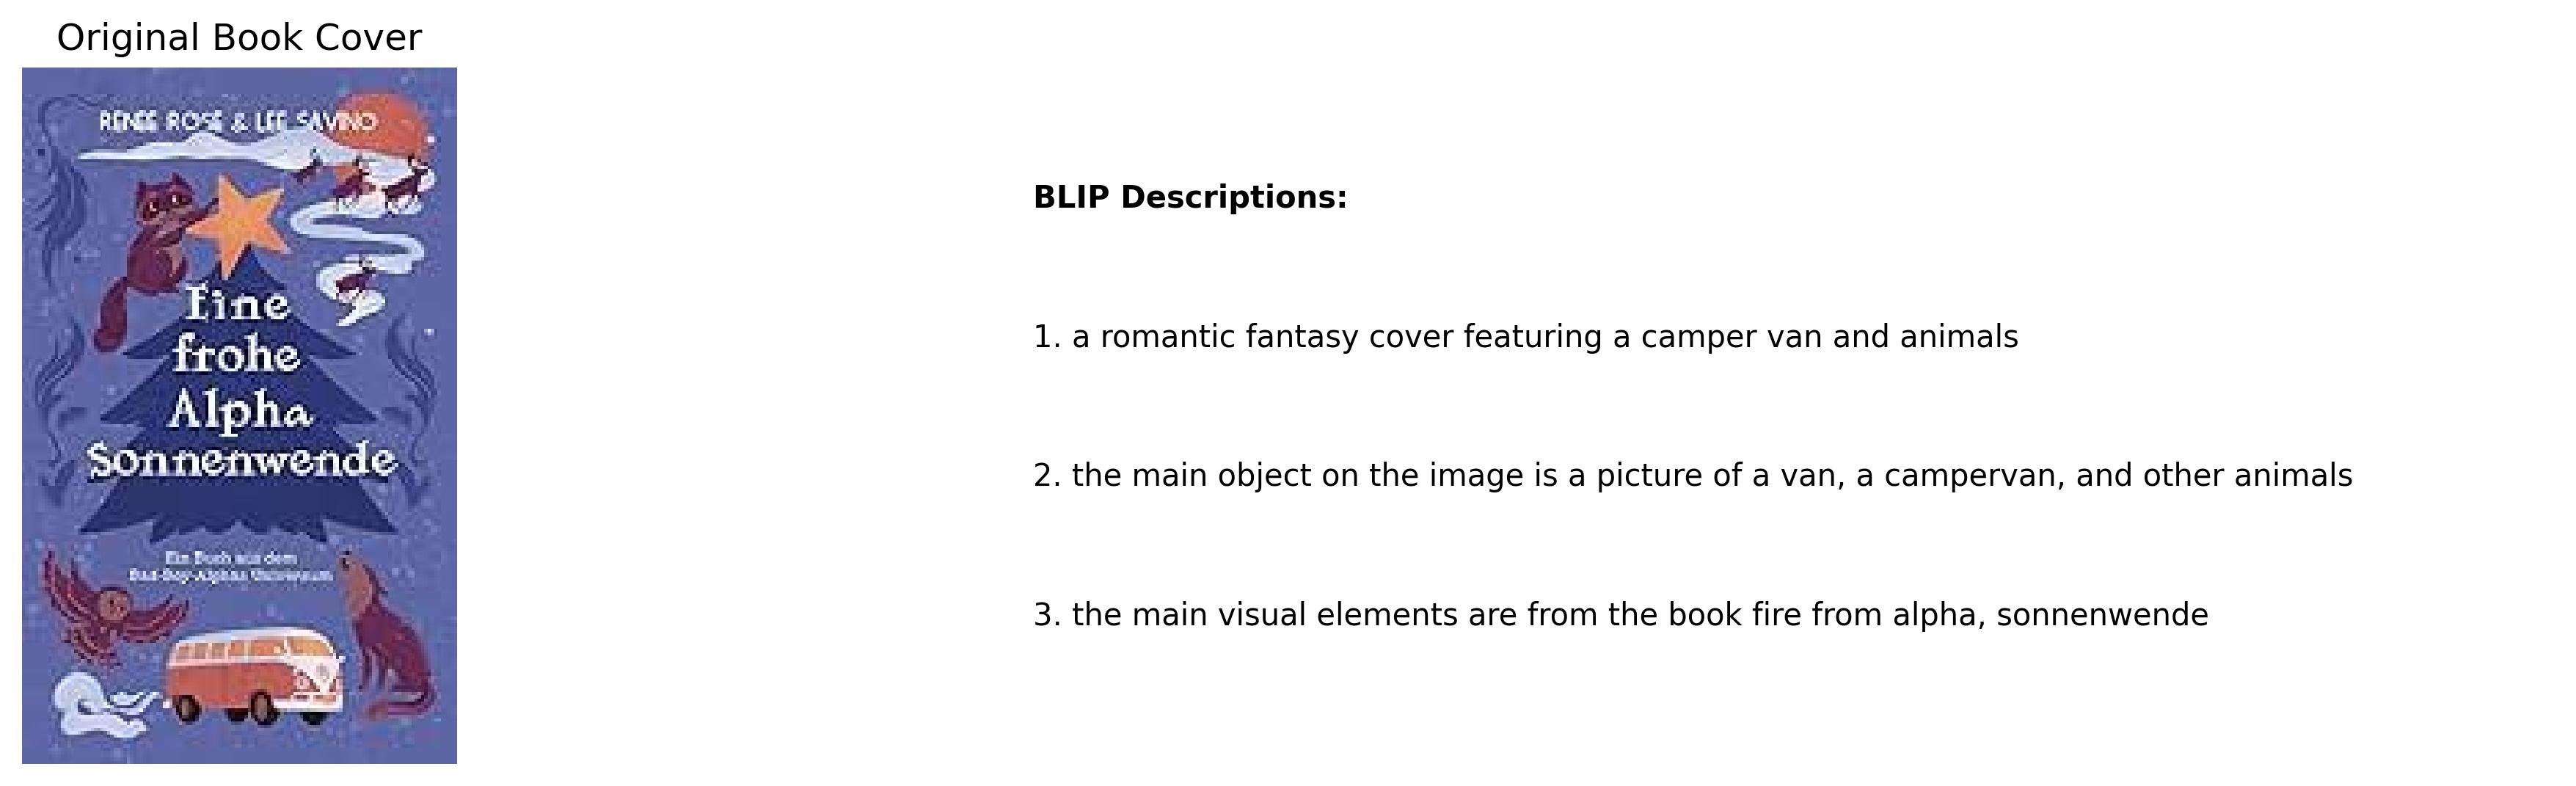 Original Book Cover
RENEE ROSE & LEE SAVINO
Eine
frohe
Alpha
Sonnenwende
Ein Buch aus dem
Bad-Boy-Alphas Universum
BLIP Descriptions:
1. a romantic fantasy cover featuring a camper van and animals
2. the main object on the image is a picture of a van, a campervan, and other animals
3. the main visual elements are from the book fire from alpha, sonnenwende